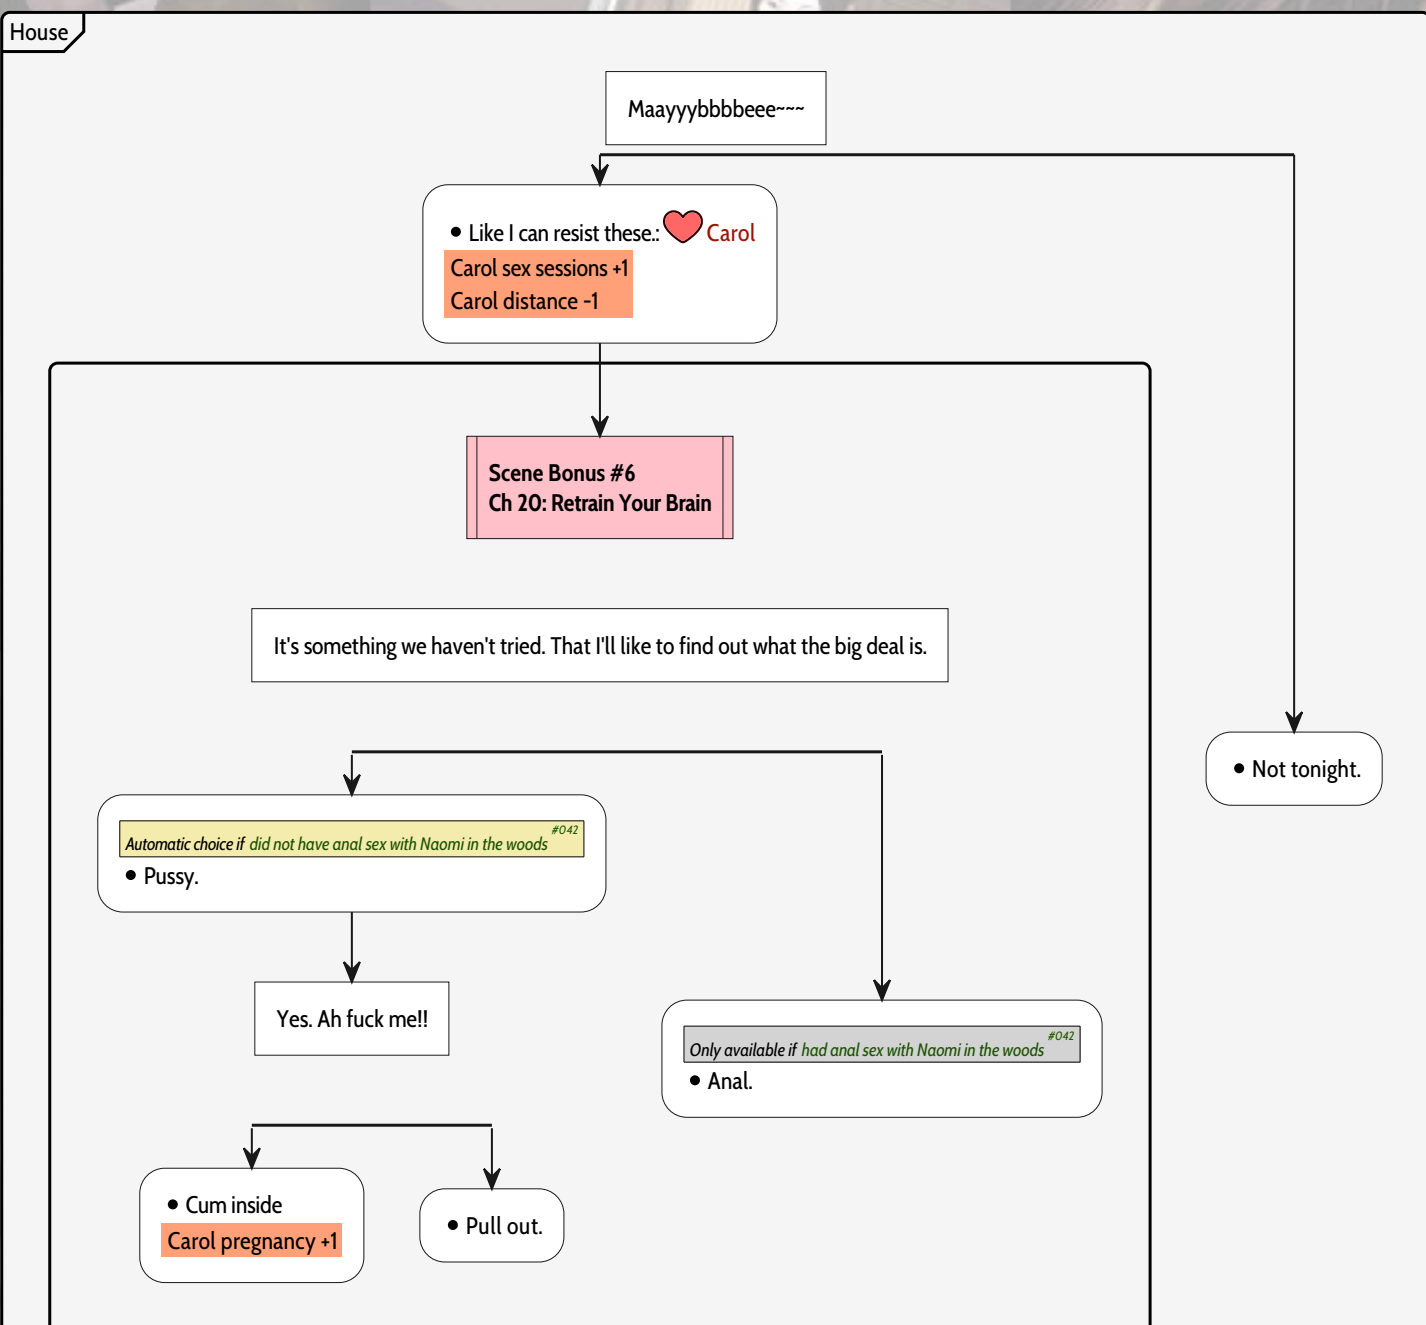 House
Maayyybbbbeee~~~
• Like I can resist these.: Carol
Carol sex sessions +1
Carol distance -1
Scene Bonus #6
Ch 20: Retrain Your Brain
It's something we haven't tried. That I'll like to find out what the big deal is.
• Not tonight.
Automatic choice if did not have anal sex with Naomi in the woods #042
• Pussy.
Yes. Ah fuck me!!
Only available if had anal sex with Naomi in the woods #042
• Anal.
• Cum inside
Carol pregnancy +1
• Pull out.